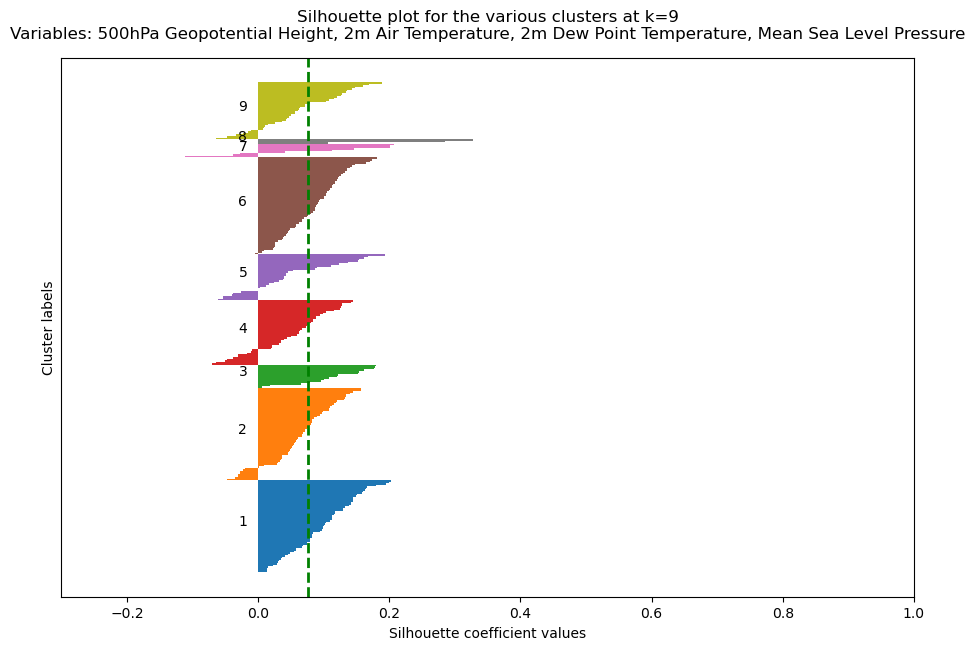 Silhouette plot for the various clusters at k=9
Variables: 500hPa Geopotential Height, 2m Air Temperature, 2m Dew Point Temperature, Mean Sea Level Pressure
9
8
7
6
5
4
3
2
1
Cluster labels
−0.2 0.0 0.2 0.4 0.6 0.8 1.0
Silhouette coefficient values